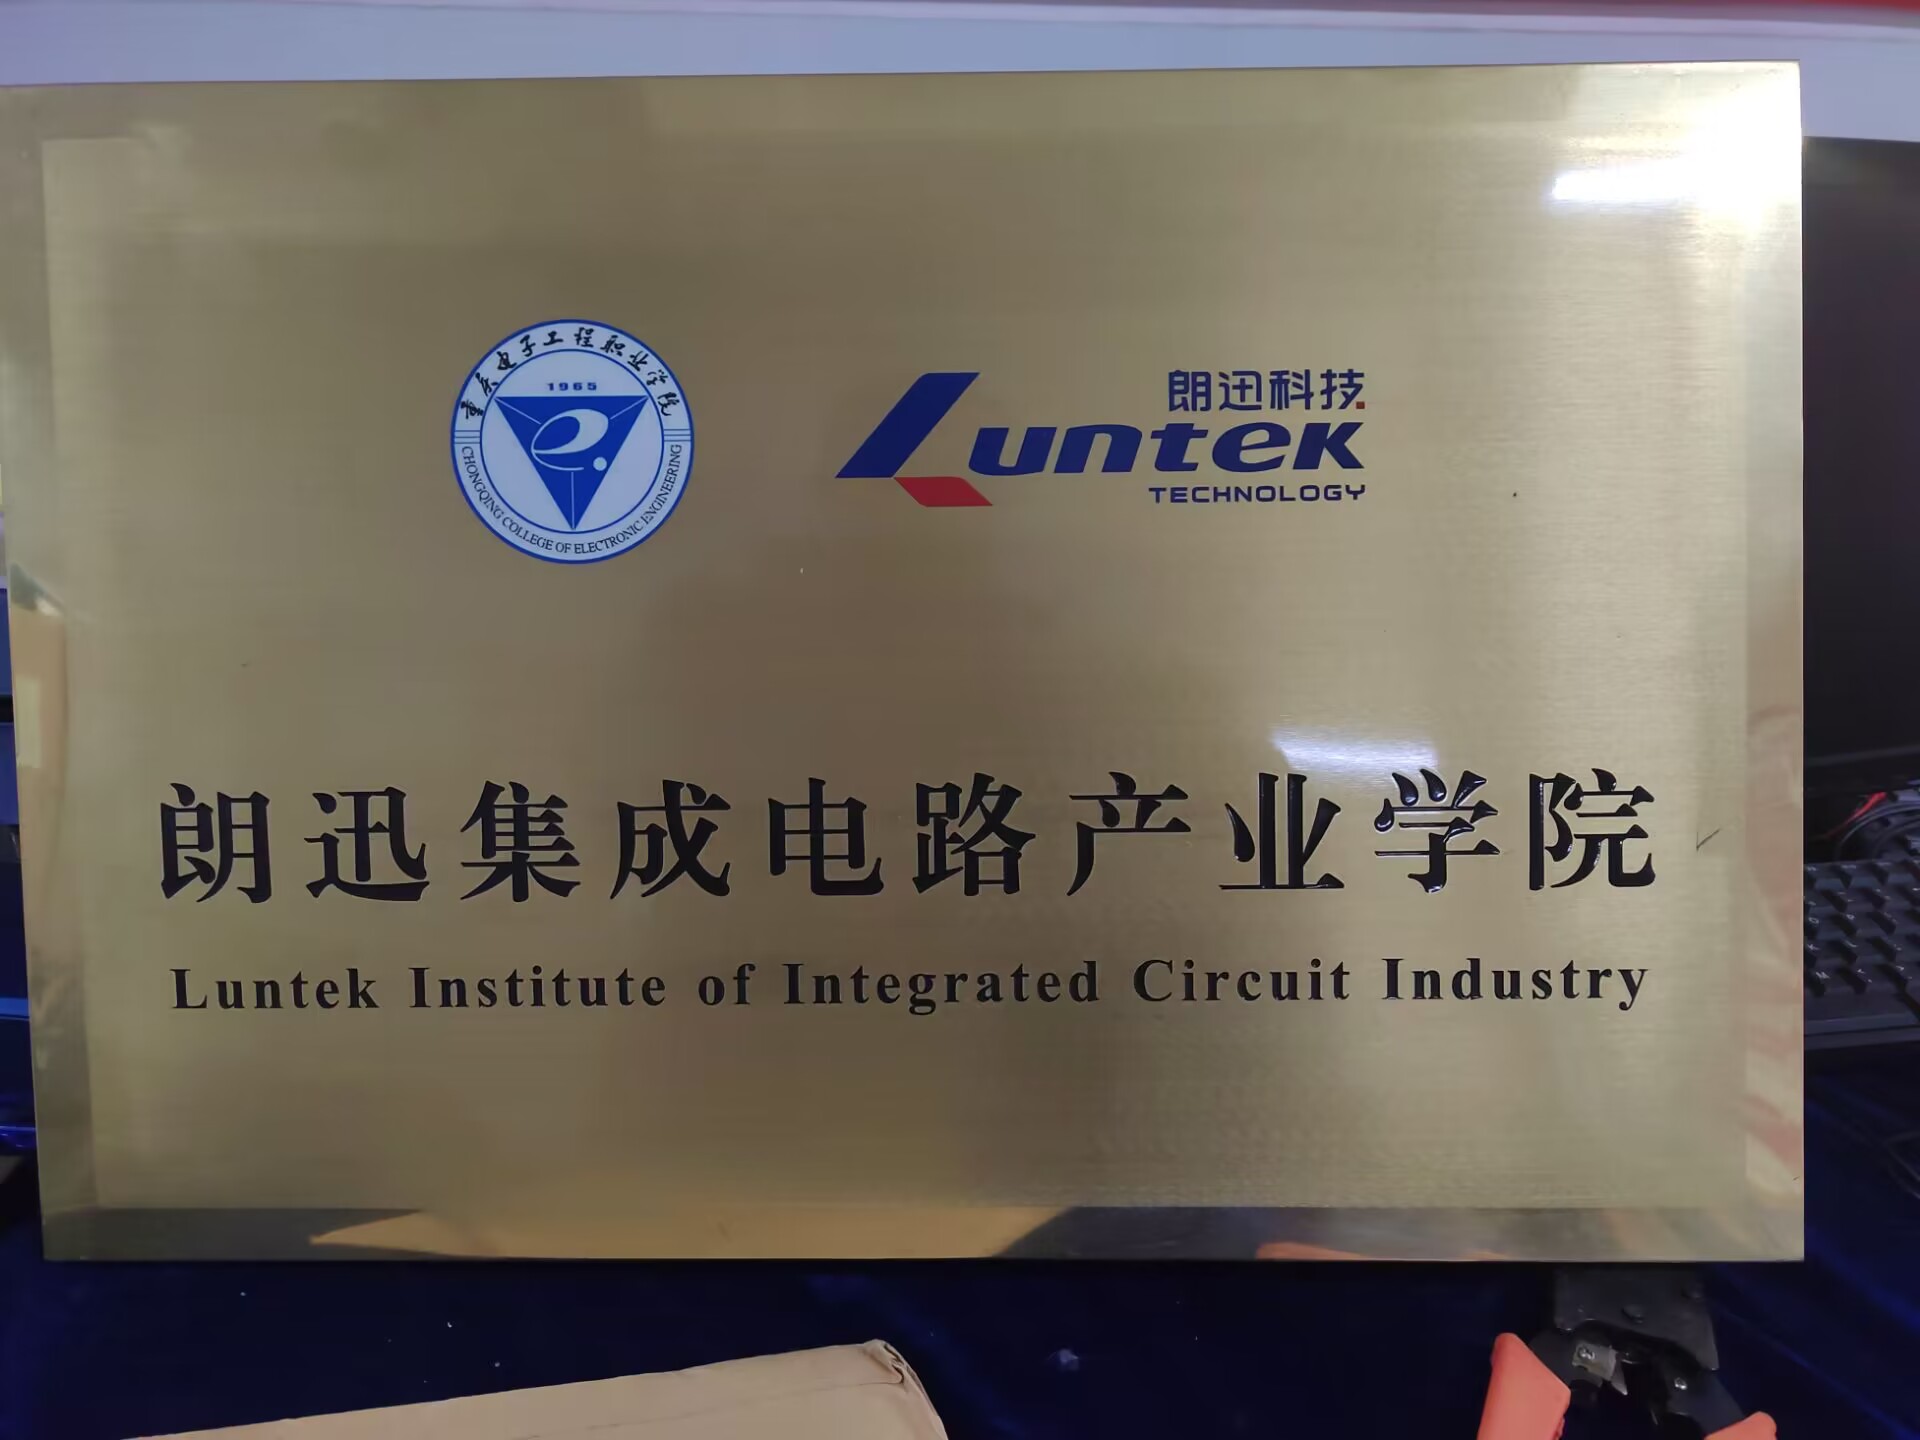 重庆电子工程职业学院
1965
CHONGQING COLLEGE OF ELECTRONIC ENGINEERING
朗迅科技
Luntek
TECHNOLOGY
朗迅集成电路产业学院
Luntek Institute of Integrated Circuit Industry